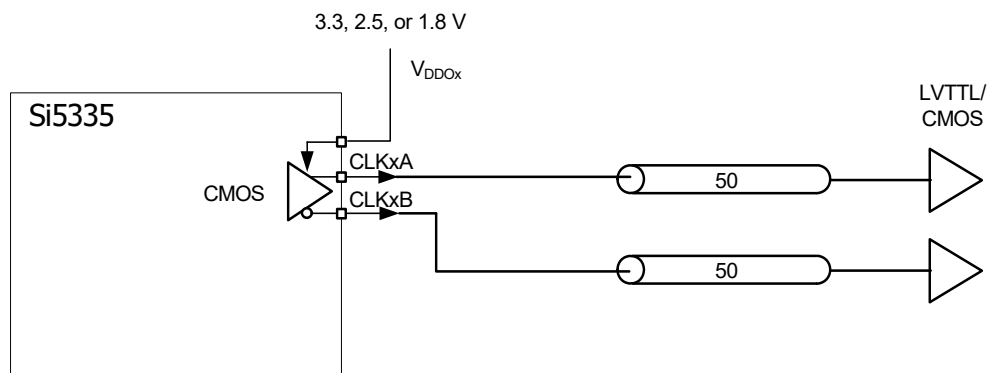 3.3, 2.5, or 1.8 V
VDDOx
Si5335
LVTTL/
CMOS
CLKxA
50
CMOS
CLKxB
50